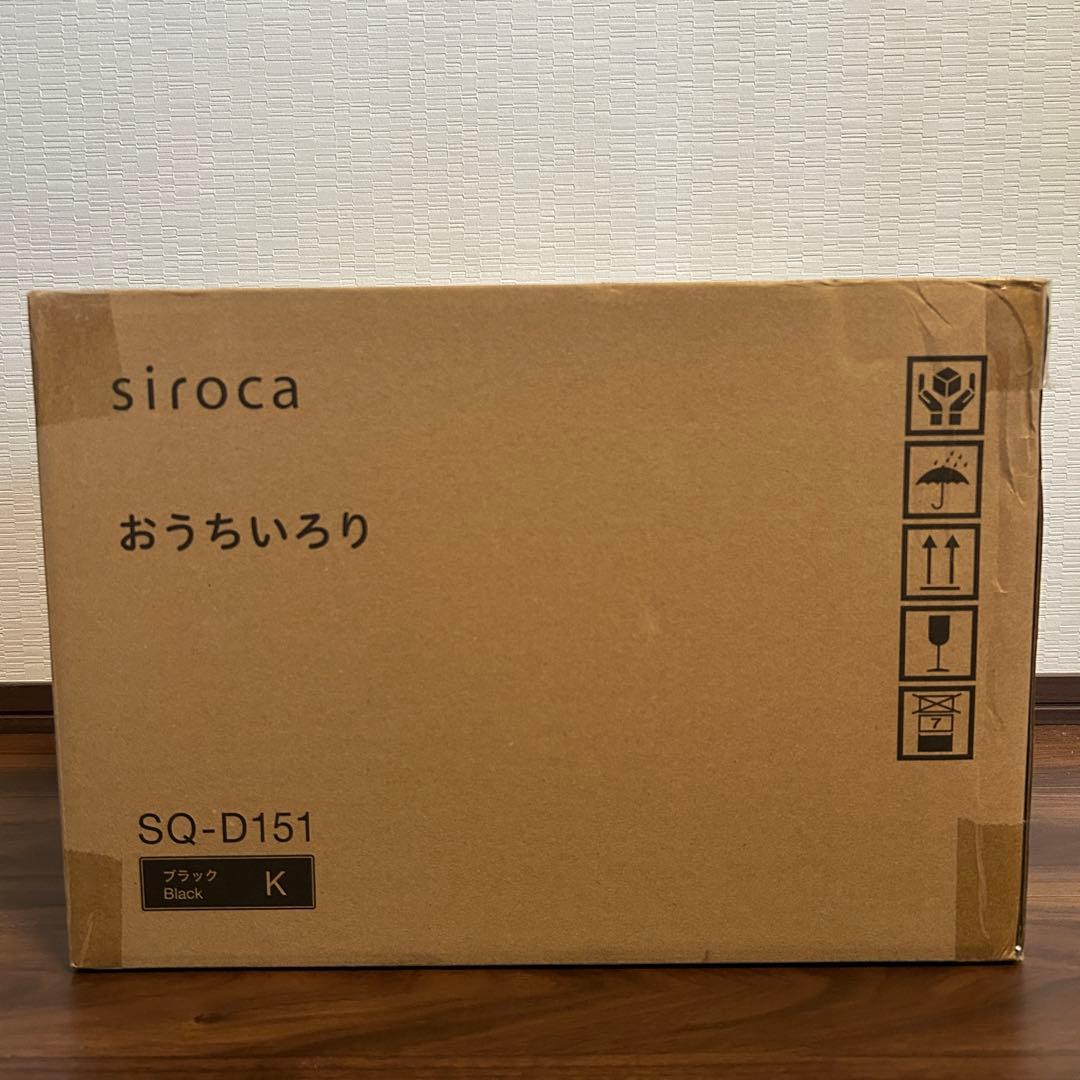 siroca
おうちいろり
7
SQ-D151
ブラック
Black
K